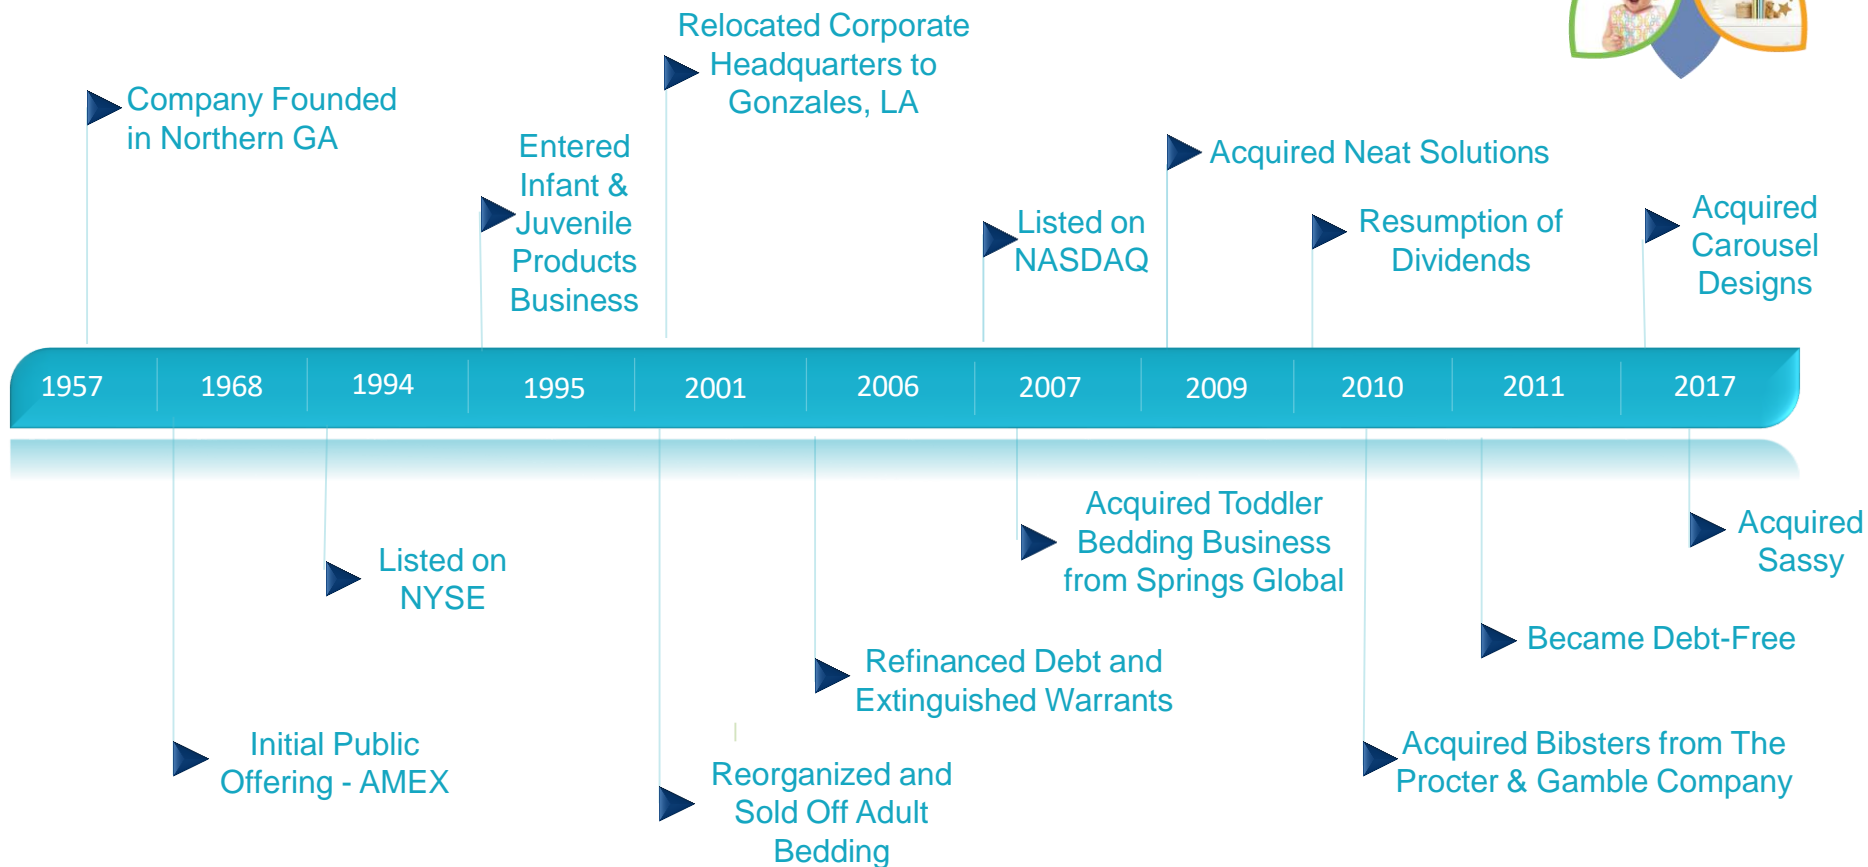 Relocated Corporate
Headquarters to
Gonzales, LA
Company Founded
in Northern GA
Entered
Infant &
Juvenile
Products
Business
Acquired Neat Solutions
Listed on
NASDAQ
Resumption of
Dividends
Acquired
Carousel
Designs
1957 1968 1994 1995 2001 2006 2007 2009 2010 2011 2017
Listed on
NYSE
Acquired Toddler
Bedding Business
from Springs Global
Acquired
Sassy
Became Debt-Free
Refinanced Debt and
Extinguished Warrants
Initial Public
Offering - AMEX
Reorganized and
Sold Off Adult
Bedding
Acquired Bibsters from The
Procter & Gamble Company